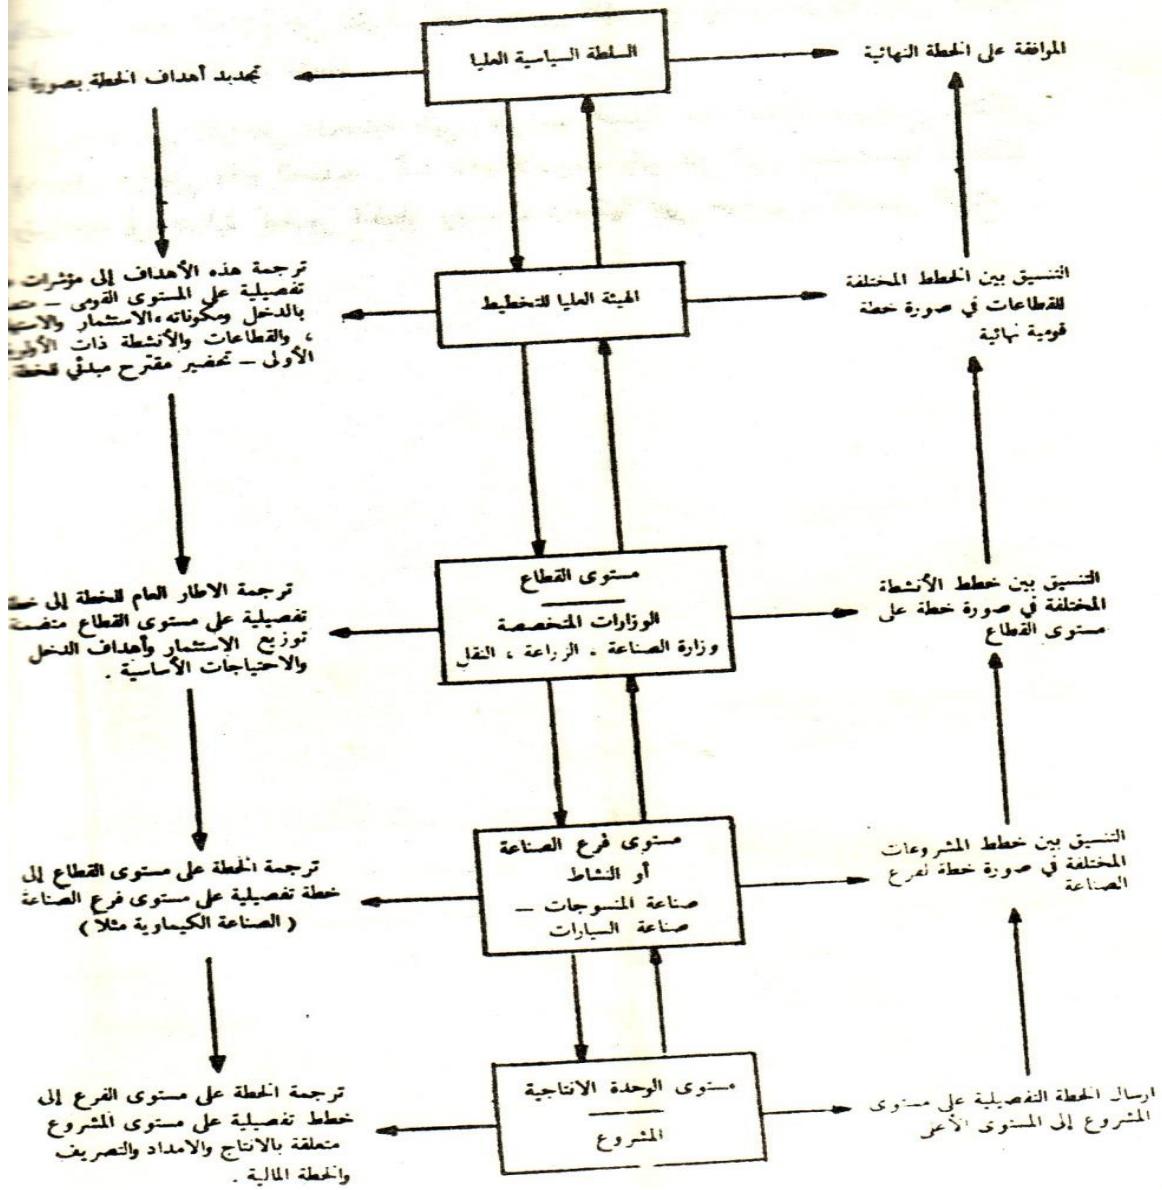 السلطة السياسية العليا
الموافقة على الخطة النهائية
تحديد أهداف الخطة بصورة
الهيئة العليا للتخطيط
التنسيق بين الخطط المختلفة
للقطاعات في صورة خطة
قومية نهائية
ترجمة هذه الأهداف إلى مؤشرات
تفصيلية على المستوى القومى –
بالدخل ومكوناته، الاستثمار
، والقطاعات والأنشطة ذات
الأولى – تحضير مقترح مبدئي للخطة
مستوى القطاع
الوزارات المتخصصة
وزارة الصناعة ، الزراعة ، النقل
التنسيق بين خطط الأنشطة
المختلفة في صورة خطة على
مستوى القطاع
ترجمة الاطار العام للخطة إلى
تفصيلية على مستوى القطاع
توزيع الاستثمار وأهداف الدخل
والاحتياجات الأساسية .
مستوى فرع الصناعة
أو النشاط
صناعة المنسوجات –
صناعة السيارات
التنسيق بين خطط المشروعات
المختلفة في صورة خطة لفرع
الصناعة
ترجمة الخطة على مستوى القطاع إلى
خطة تفصيلية على مستوى فرع الصناعة
( الصناعة الكيماوية مثلاً )
مستوى الوحدة الانتاجية
المشروع
ارسال الخطة التفصيلية على مستوى
المشروع إلى المستوى الأعلى
ترجمة الخطة على مستوى الفرع إلى
خطط تفصيلية على مستوى المشروع
متعلقة بالانتاج والامداد والتصريف
والخطة المالية .